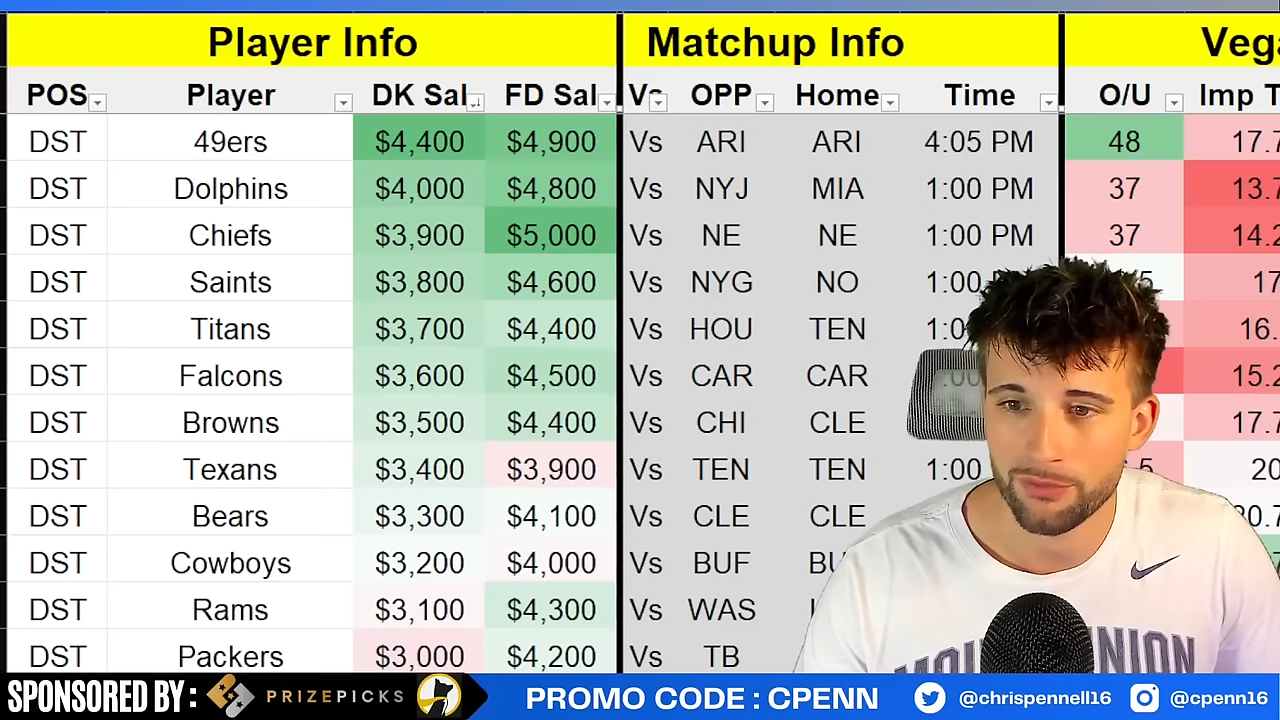 Player Info Matchup Info
POS Player DK Sal FD Sal Vs OPP Home Time O/U Imp
DST 49ers $4,400 $4,900 Vs ARI ARI 4:05 PM 48 17.7
DST Dolphins $4,000 $4,800 Vs NYJ MIA 1:00 PM 37 13.7
DST Chiefs $3,900 $5,000 Vs NE NE 1:00 PM 37 14.2
DST Saints $3,800 $4,600 Vs NYG NO 1:00 17
DST Titans $3,700 $4,400 Vs HOU TEN 16.
DST Falcons $3,600 $4,500 Vs CAR CAR 15.2
DST Browns $3,500 $4,400 Vs CHI CLE 17.7
DST Texans $3,400 $3,900 Vs TEN TEN 1:00 20
DST Bears $3,300 $4,100 Vs CLE CLE
DST Cowboys $3,200 $4,000 Vs BUF
DST Rams $3,100 $4,300 Vs WAS
DST Packers $3,000 $4,200 Vs TB
SPONSORED BY : PRIZEPICKS PROMO CODE : CPENN @chrispennell16 @cpenn16